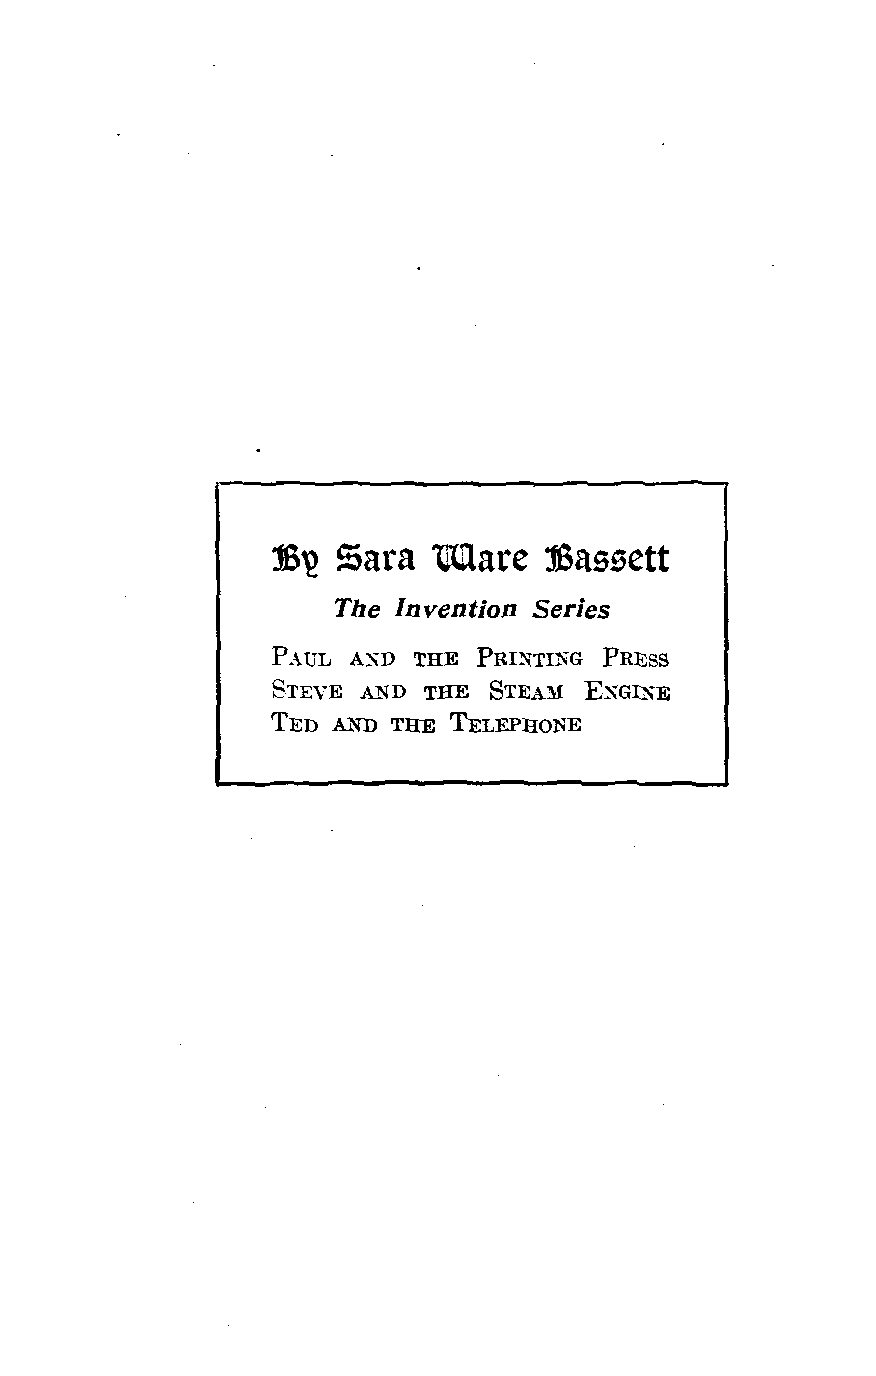 By Sara Ware Bassett
The Invention Series
PAUL AND THE PRINTING PRESS
STEVE AND THE STEAM ENGINE
TED AND THE TELEPHONE